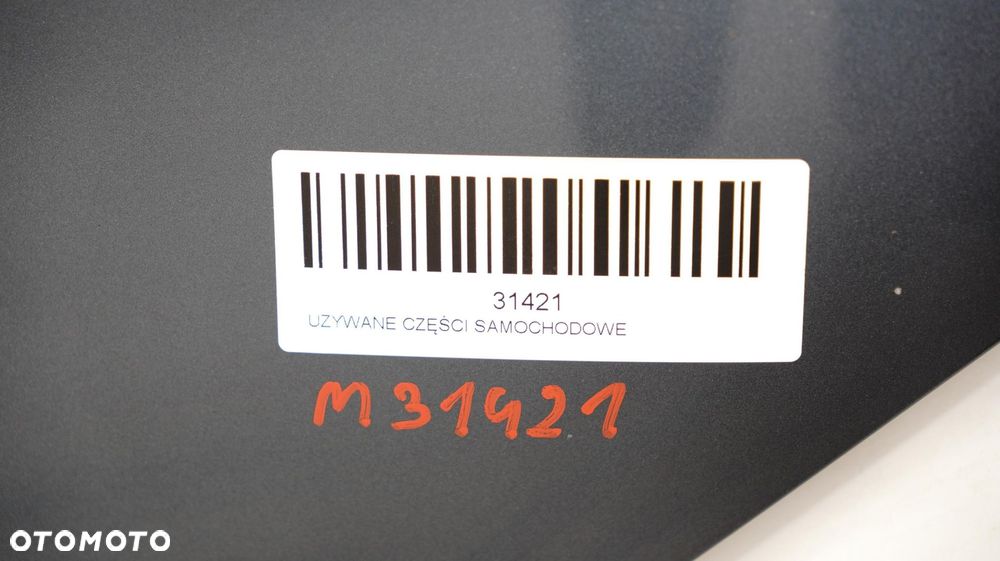 31421
UZYWANE CZĘŚCI SAMOCHODOWE
M31421
OTOMOTO